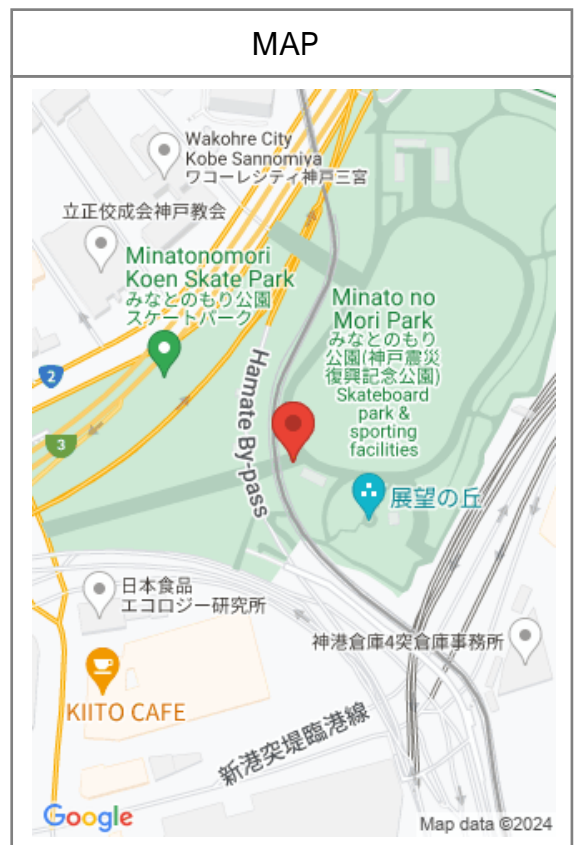 MAP
Wakohre City
Kobe Sannomiya
ワコーレシティ神戸三宮
立正佼成会神戸教会
Minatonomori
Koen Skate Park
みなとのもり公園
スケートパーク
Minato no
Mori Park
みなとのもり
公園(神戸震災
復興記念公園)
Skateboard
park &
sporting
facilities
2
3
Hamate By-pass
展望の丘
日本食品
エコロジー研究所
神港倉庫4突倉庫事務所
KIITO CAFE
新港突堤臨港線
Google
Map data ©2024